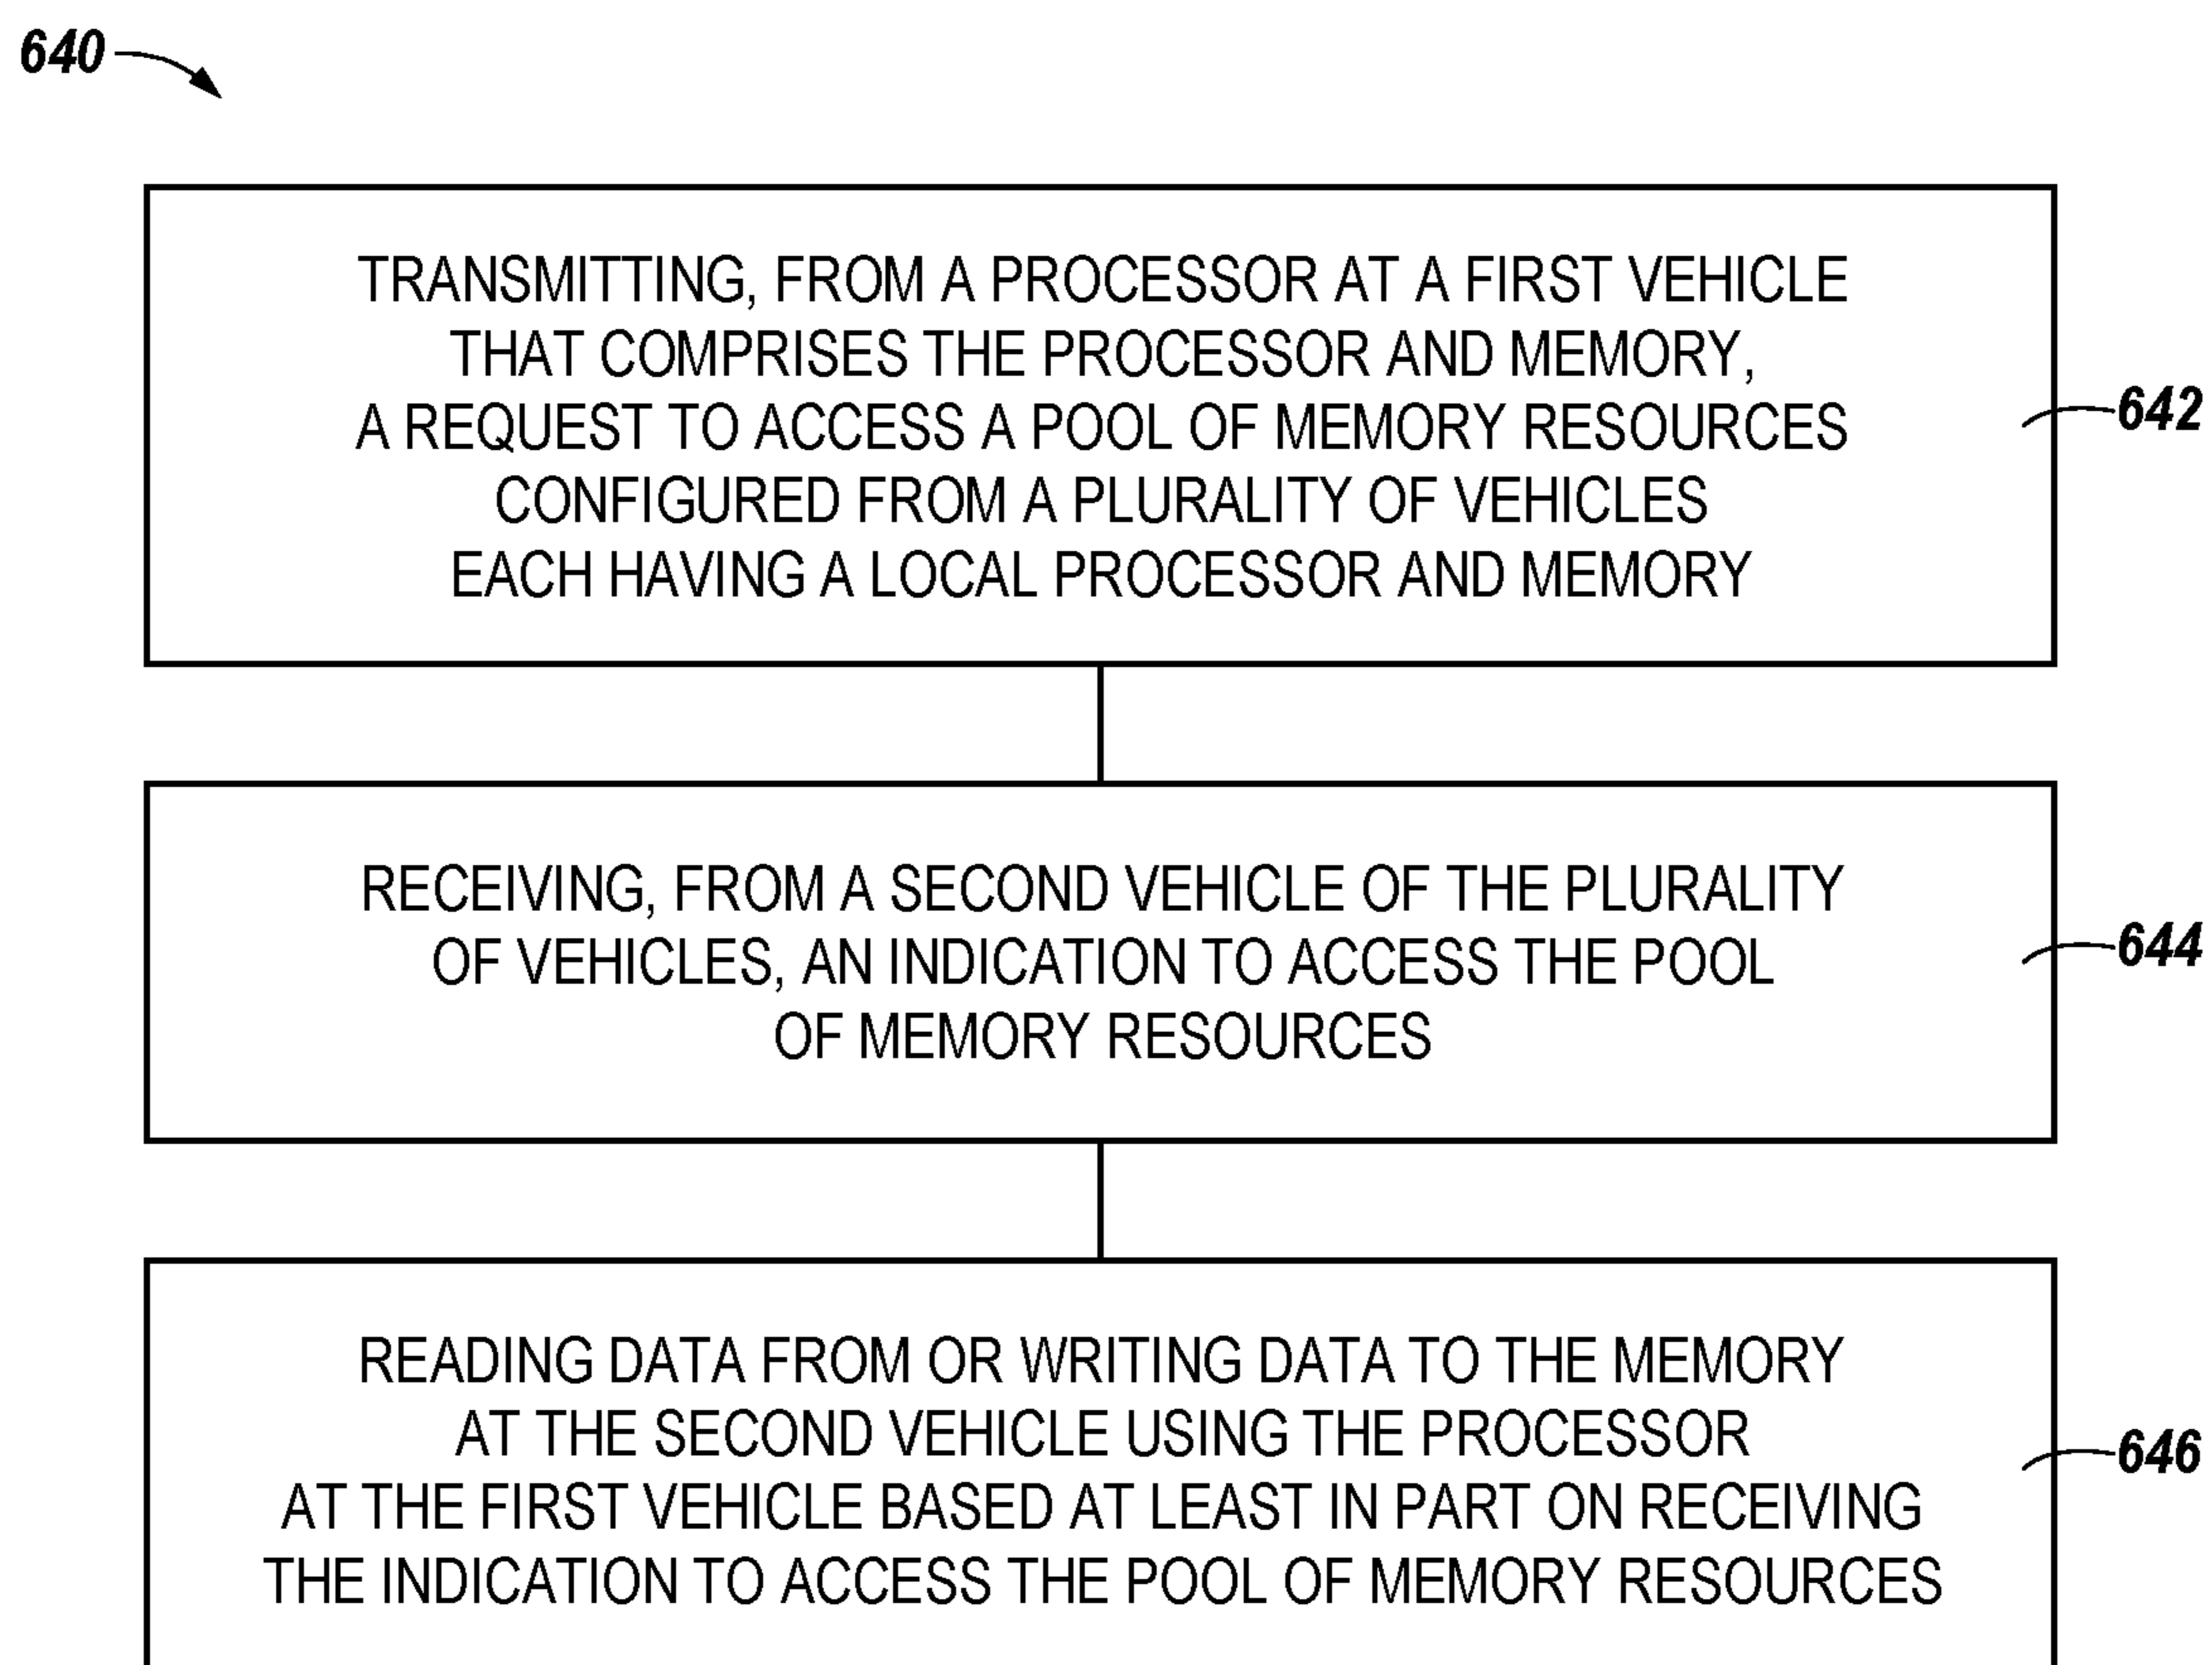 640
TRANSMITTING, FROM A PROCESSOR AT A FIRST VEHICLE
THAT COMPRISES THE PROCESSOR AND MEMORY,
A REQUEST TO ACCESS A POOL OF MEMORY RESOURCES
CONFIGURED FROM A PLURALITY OF VEHICLES
EACH HAVING A LOCAL PROCESSOR AND MEMORY
642
RECEIVING, FROM A SECOND VEHICLE OF THE PLURALITY
OF VEHICLES, AN INDICATION TO ACCESS THE POOL
OF MEMORY RESOURCES
644
READING DATA FROM OR WRITING DATA TO THE MEMORY
AT THE SECOND VEHICLE USING THE PROCESSOR
AT THE FIRST VEHICLE BASED AT LEAST IN PART ON RECEIVING
THE INDICATION TO ACCESS THE POOL OF MEMORY RESOURCES
646